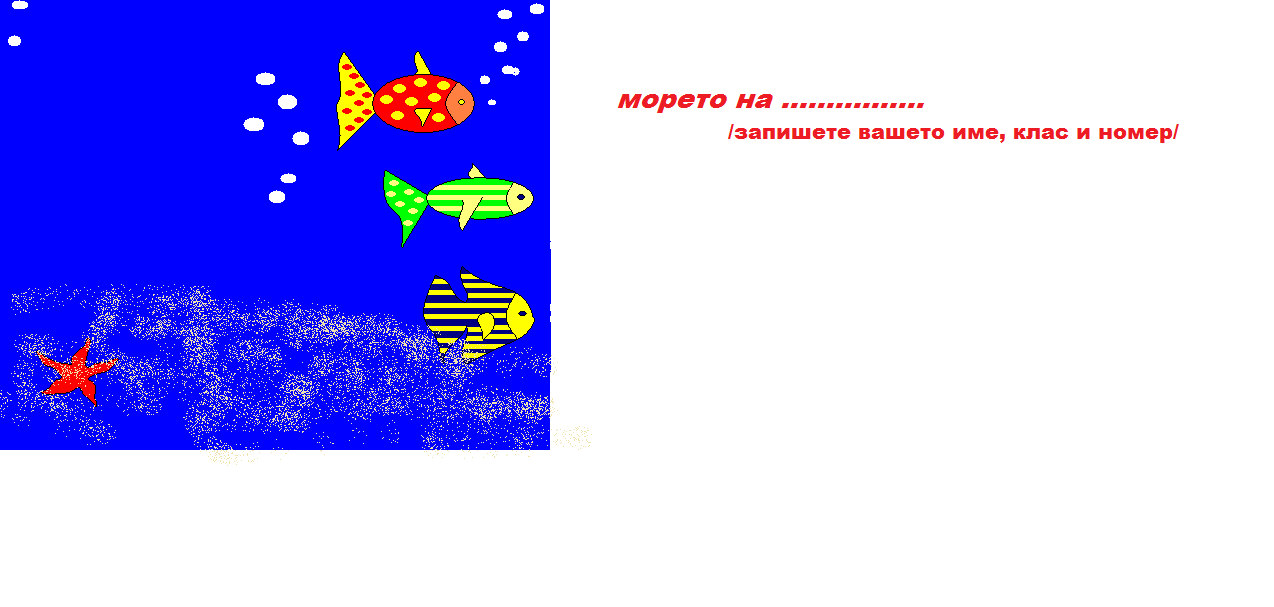 морето на ................
/запишете вашето име, клас и номер/